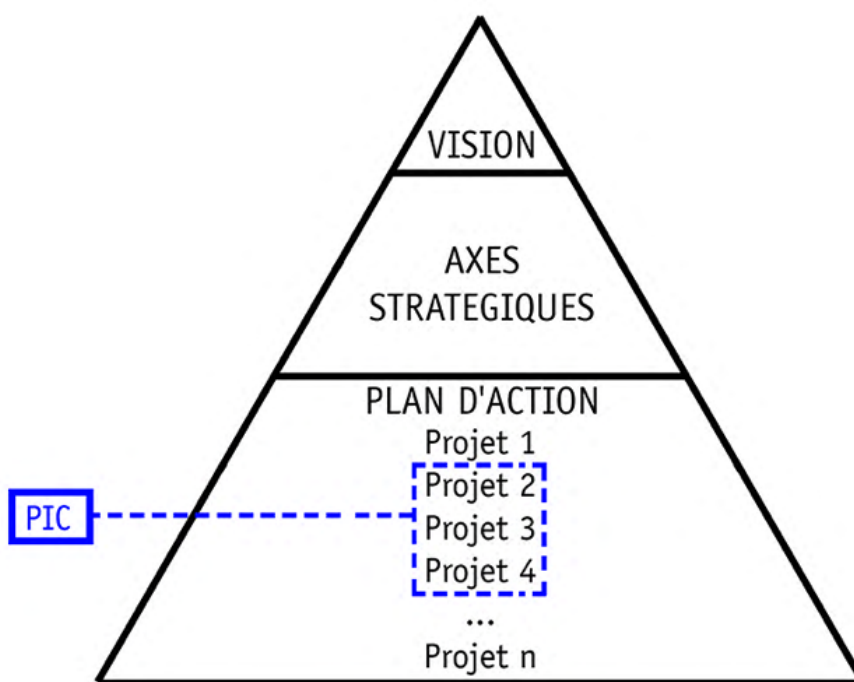 VISION
AXES
STRATEGIQUES
PLAN D'ACTION
Projet 1
Projet 2
PIC
Projet 3
Projet 4
...
Projet n